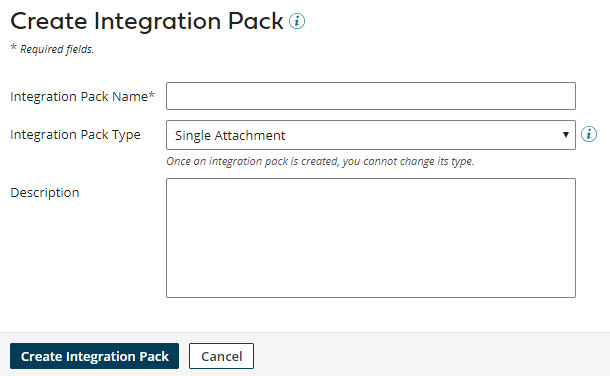 Create Integration Pack i
* Required fields.
Integration Pack Name*
Integration Pack Type Single Attachment ▼ i
Once an integration pack is created, you cannot change its type.
Description
Create Integration Pack Cancel